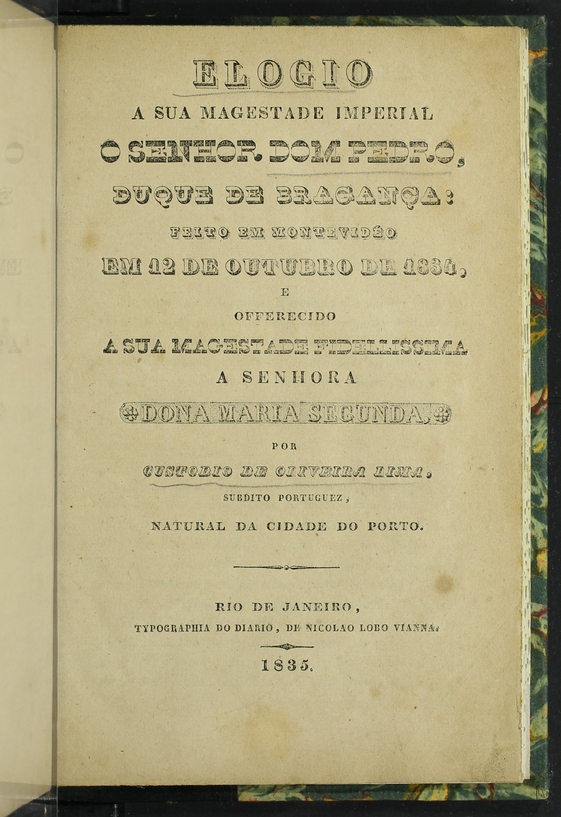 ELOGIO
A SUA MAGESTADE IMPERIAL
O SENHOR DOM PEDRO,
DUQUE DE BRAGANÇA:
FEITO EM MONTEVIDÉO
EM 12 DE OUTUBRO DE 1834,
E
OFFERECIDO
A SUA MAGESTADE FIDELLISSIMA
A SENHORA
DONA MARIA SEGUNDA,
POR
CUSTODIO DE OLIVEIRA LIMA,
SUBDITO PORTUGUEZ,
NATURAL DA CIDADE DO PORTO.
RIO DE JANEIRO,
TYPOGRAPHIA DO DIARIO, DE NICOLAO LOBO VIANNA.
1835.